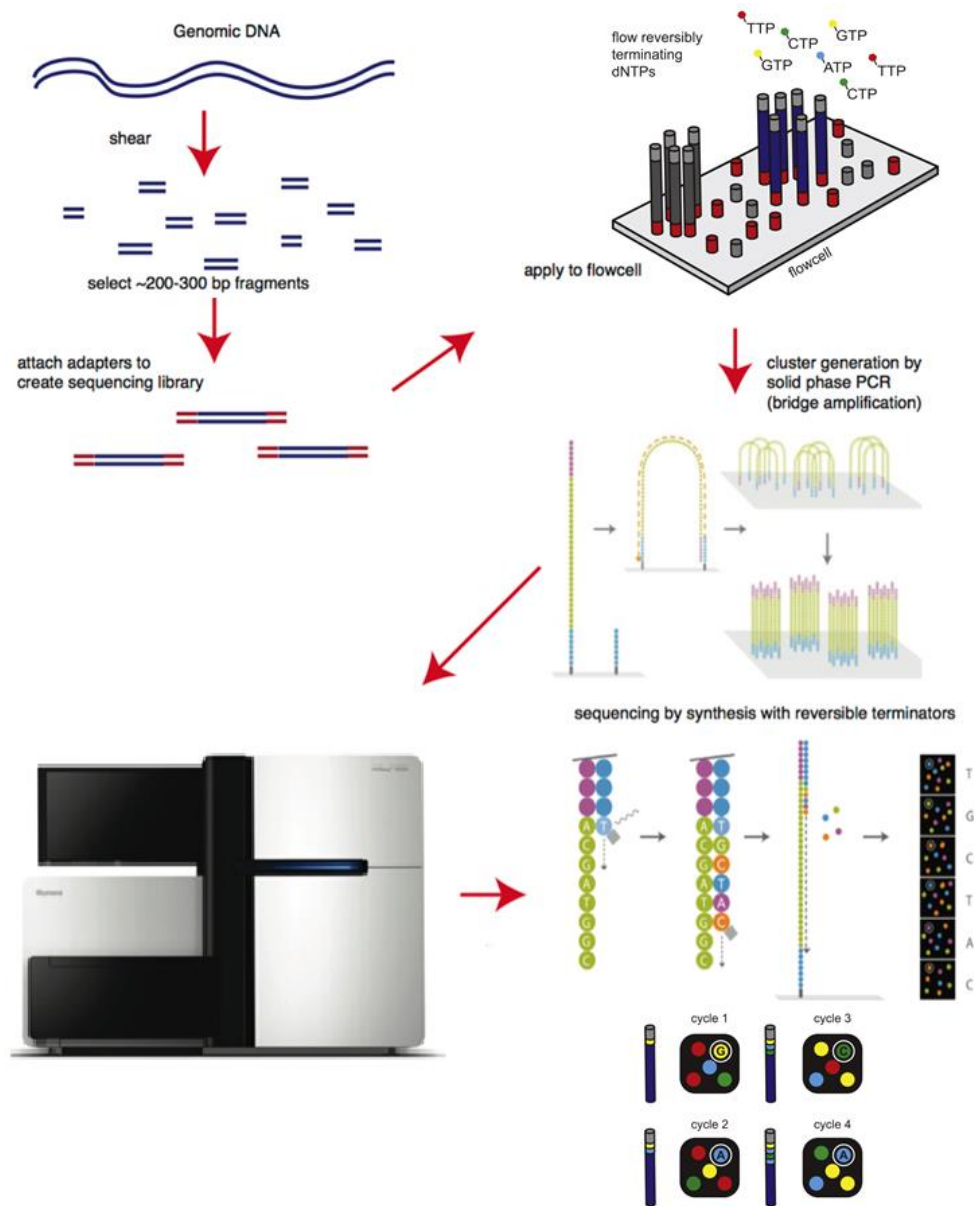 Genomic DNA
shear
select ~200-300 bp fragments
attach adapters to
create sequencing library
flow reversibly
terminating
dNTPs
TTP
CTP
GTP
GTP
ATP
TTP
CTP
apply to flowcell
flowcell
cluster generation by
solid phase PCR
(bridge amplification)
sequencing by synthesis with reversible terminators
A T
C
G
A
T
G
G
C
A T
C G
G C
A T
T A
G C
G
C
T
G
C
T
A
C
cycle 1
G
cycle 3
C
cycle 2
A
cycle 4
A